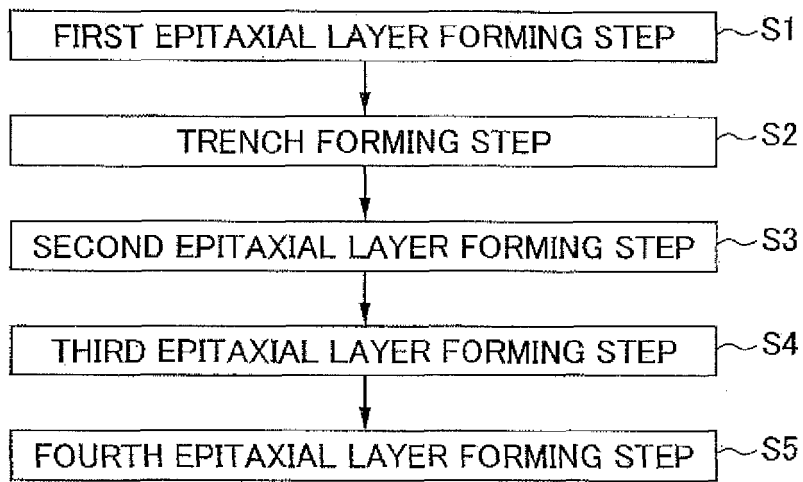 FIRST EPITAXIAL LAYER FORMING STEP S1
TRENCH FORMING STEP S2
SECOND EPITAXIAL LAYER FORMING STEP S3
THIRD EPITAXIAL LAYER FORMING STEP S4
FOURTH EPITAXIAL LAYER FORMING STEP S5